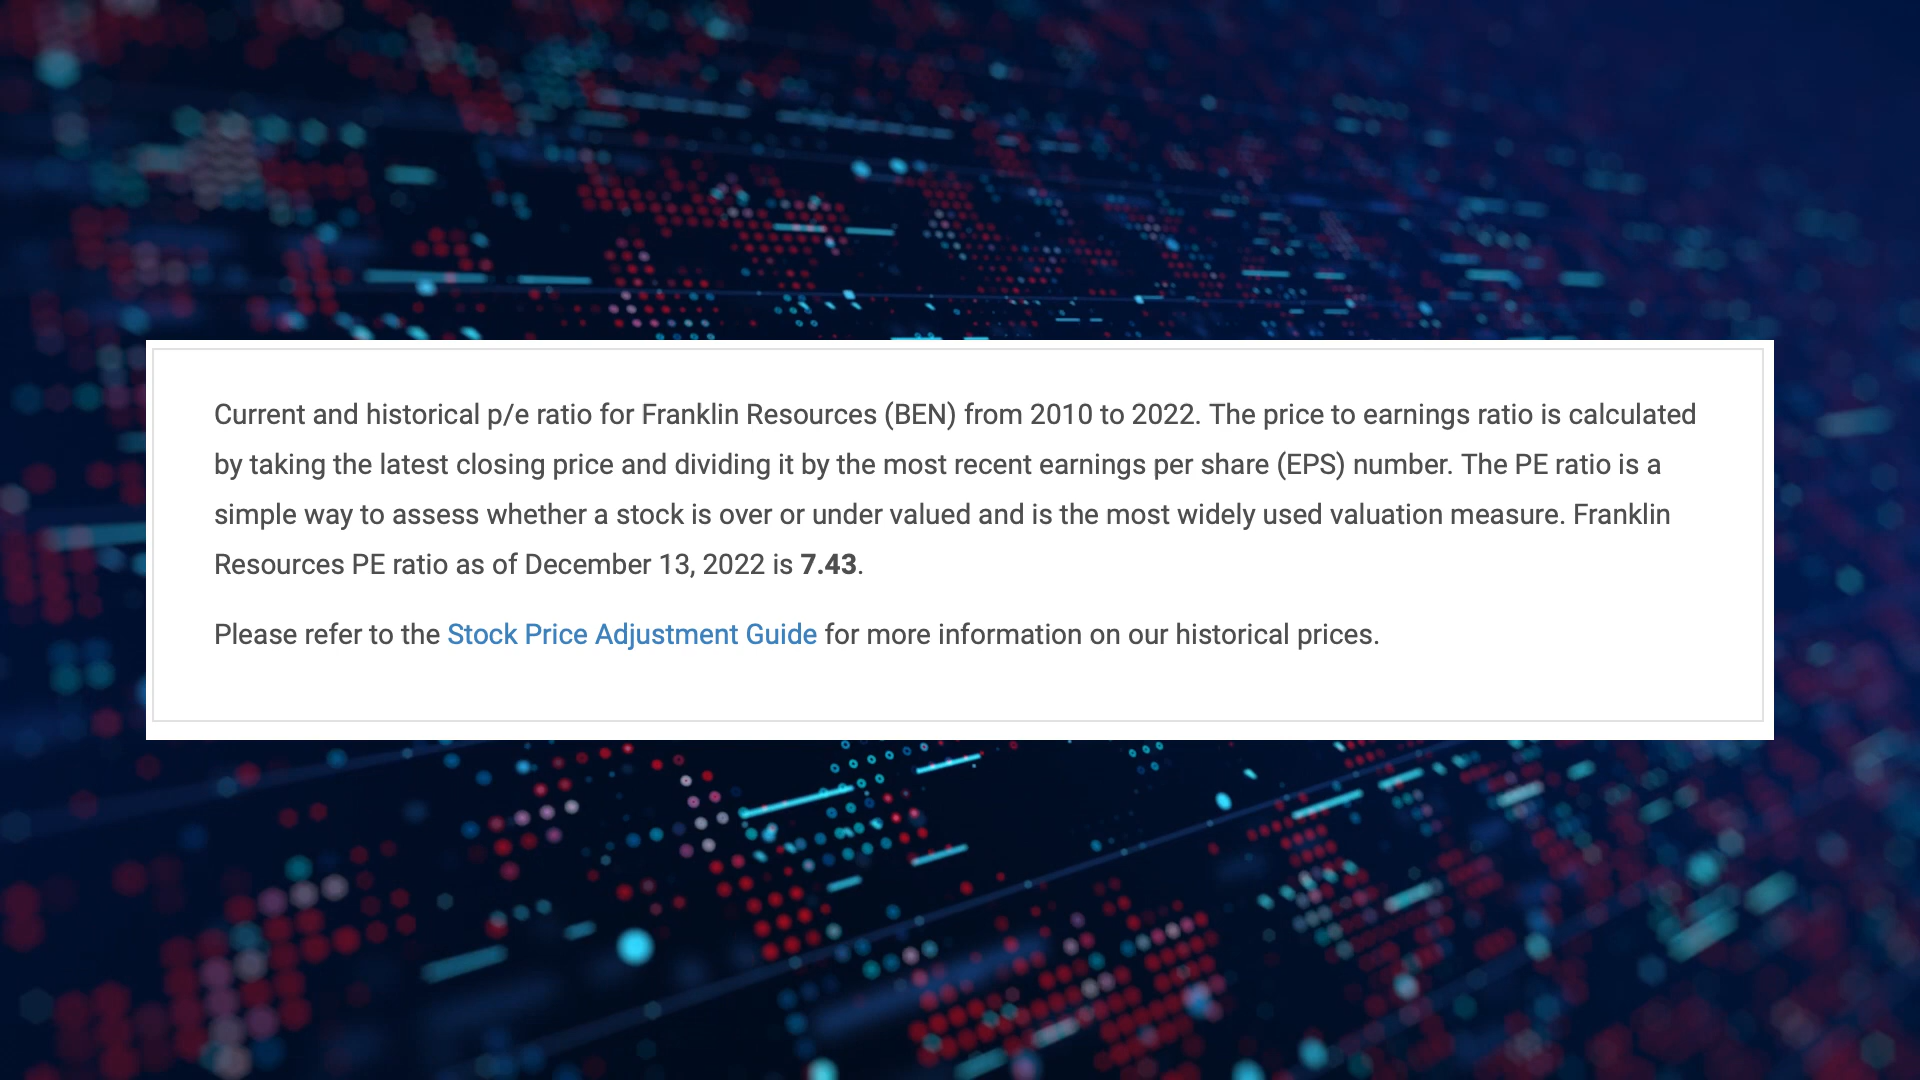 Current and historical p/e ratio for Franklin Resources (BEN) from 2010 to 2022. The price to earnings ratio is calculated
by taking the latest closing price and dividing it by the most recent earnings per share (EPS) number. The PE ratio is a
simple way to assess whether a stock is over or under valued and is the most widely used valuation measure. Franklin
Resources PE ratio as of December 13, 2022 is 7.43.
Please refer to the Stock Price Adjustment Guide for more information on our historical prices.